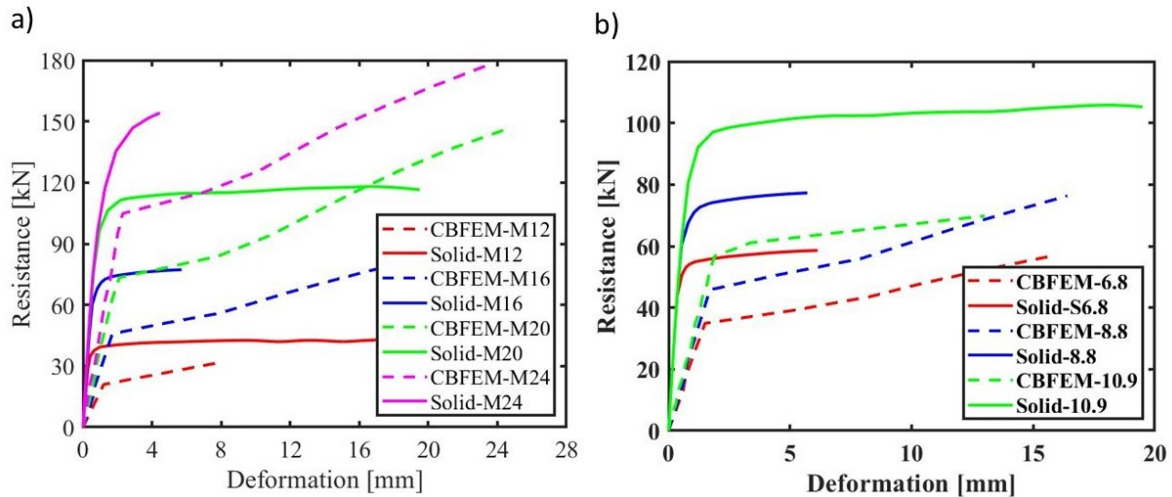 a)
180
150
120
90
60
30
0
Resistance [kN]
CBFEM-M12
Solid-M12
CBFEM-M16
Solid-M16
CBFEM-M20
Solid-M20
CBFEM-M24
Solid-M24
0 4 8 12 16 20 24 28
Deformation [mm]
b)
120
100
80
60
40
20
0
Resistance [kN]
CBFEM-6.8
Solid-S6.8
CBFEM-8.8
Solid-8.8
CBFEM-10.9
Solid-10.9
0 5 10 15 20
Deformation [mm]